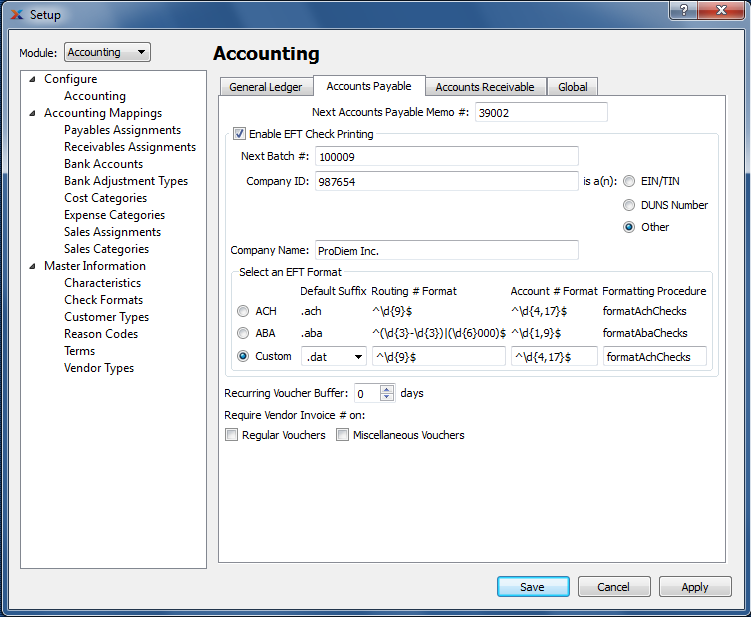 Setup
Module: Accounting
Configure
Accounting
Accounting Mappings
Payables Assignments
Receivables Assignments
Bank Accounts
Bank Adjustment Types
Cost Categories
Expense Categories
Sales Assignments
Sales Categories
Master Information
Characteristics
Check Formats
Customer Types
Reason Codes
Terms
Vendor Types
Accounting
General Ledger Accounts Payable Accounts Receivable Global
Next Accounts Payable Memo #: 39002
Enable EFT Check Printing
Next Batch #: 100009
Company ID: 987654 is a(n): EIN/TIN
DUNS Number
Other
Company Name: ProDiem Inc.
Select an EFT Format
Default Suffix Routing # Format Account # Format Formatting Procedure
ACH .ach ^\d{9}$ ^\d{4,17}$ formatAchChecks
ABA .aba ^(\d{3}-\d{3})|(\d{6}000)$ ^\d{1,9}$ formatAbaChecks
Custom .dat ^\d{9}$ ^\d{4,17}$ formatAchChecks
Recurring Voucher Buffer: 0 days
Require Vendor Invoice # on:
Regular Vouchers Miscellaneous Vouchers
Save Cancel Apply